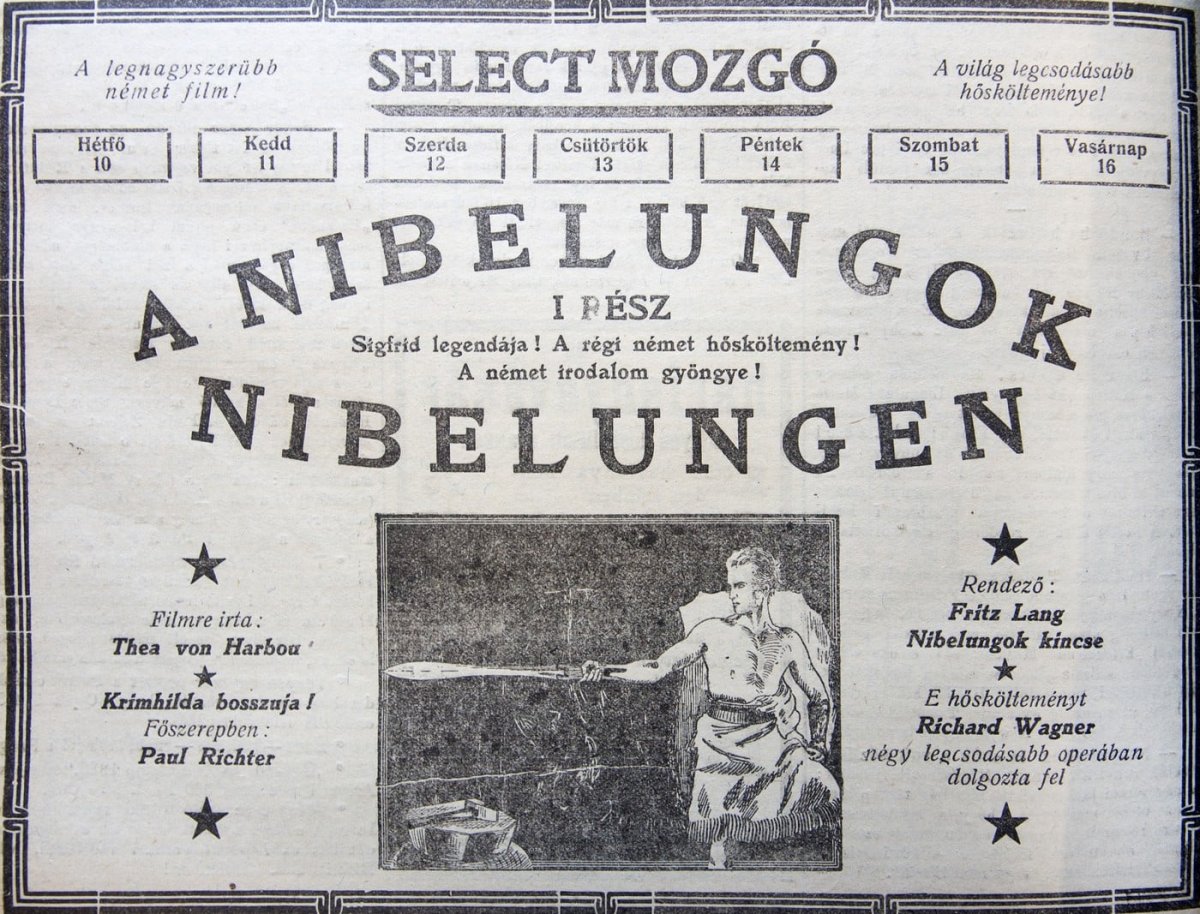 A legnagyszerübb
német film!
SELECT MOZGÓ
A világ legcsodásabb
hőskölteménye!
Hétfő
10
Kedd
11
Szerda
12
Csütörtök
13
Péntek
14
Szombat
15
Vasárnap
16
A NIBELUNGOK
I RÉSZ
Sigfrid legendája! A régi német hősköltemény!
A német irodalom gyöngye!
NIBELUNGEN
Filmre irta:
Thea von Harbou
Krimhilda bosszuja!
Főszerepben:
Paul Richter
Rendező:
Fritz Lang
Nibelungok kincse
E hőskölteményt
Richard Wagner
négy legcsodásabb operában
dolgozta fel